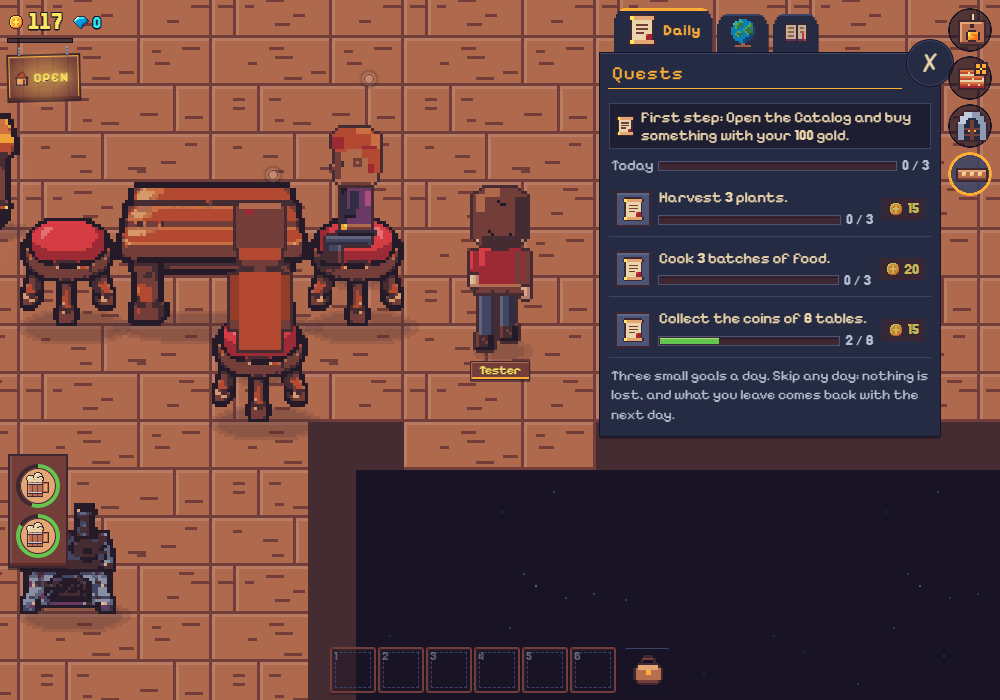 117 0
OPEN
Daily
X
Quests
First step: Open the Catalog and buy
something with your 100 gold.
Today 0 / 3
Harvest 3 plants.
0 / 3
15
Cook 3 batches of food.
0 / 3
20
Collect the coins of 8 tables.
2 / 8
15
Three small goals a day. Skip any day: nothing is
lost, and what you leave comes back with the
next day.
Tester
1 2 3 4 5 6